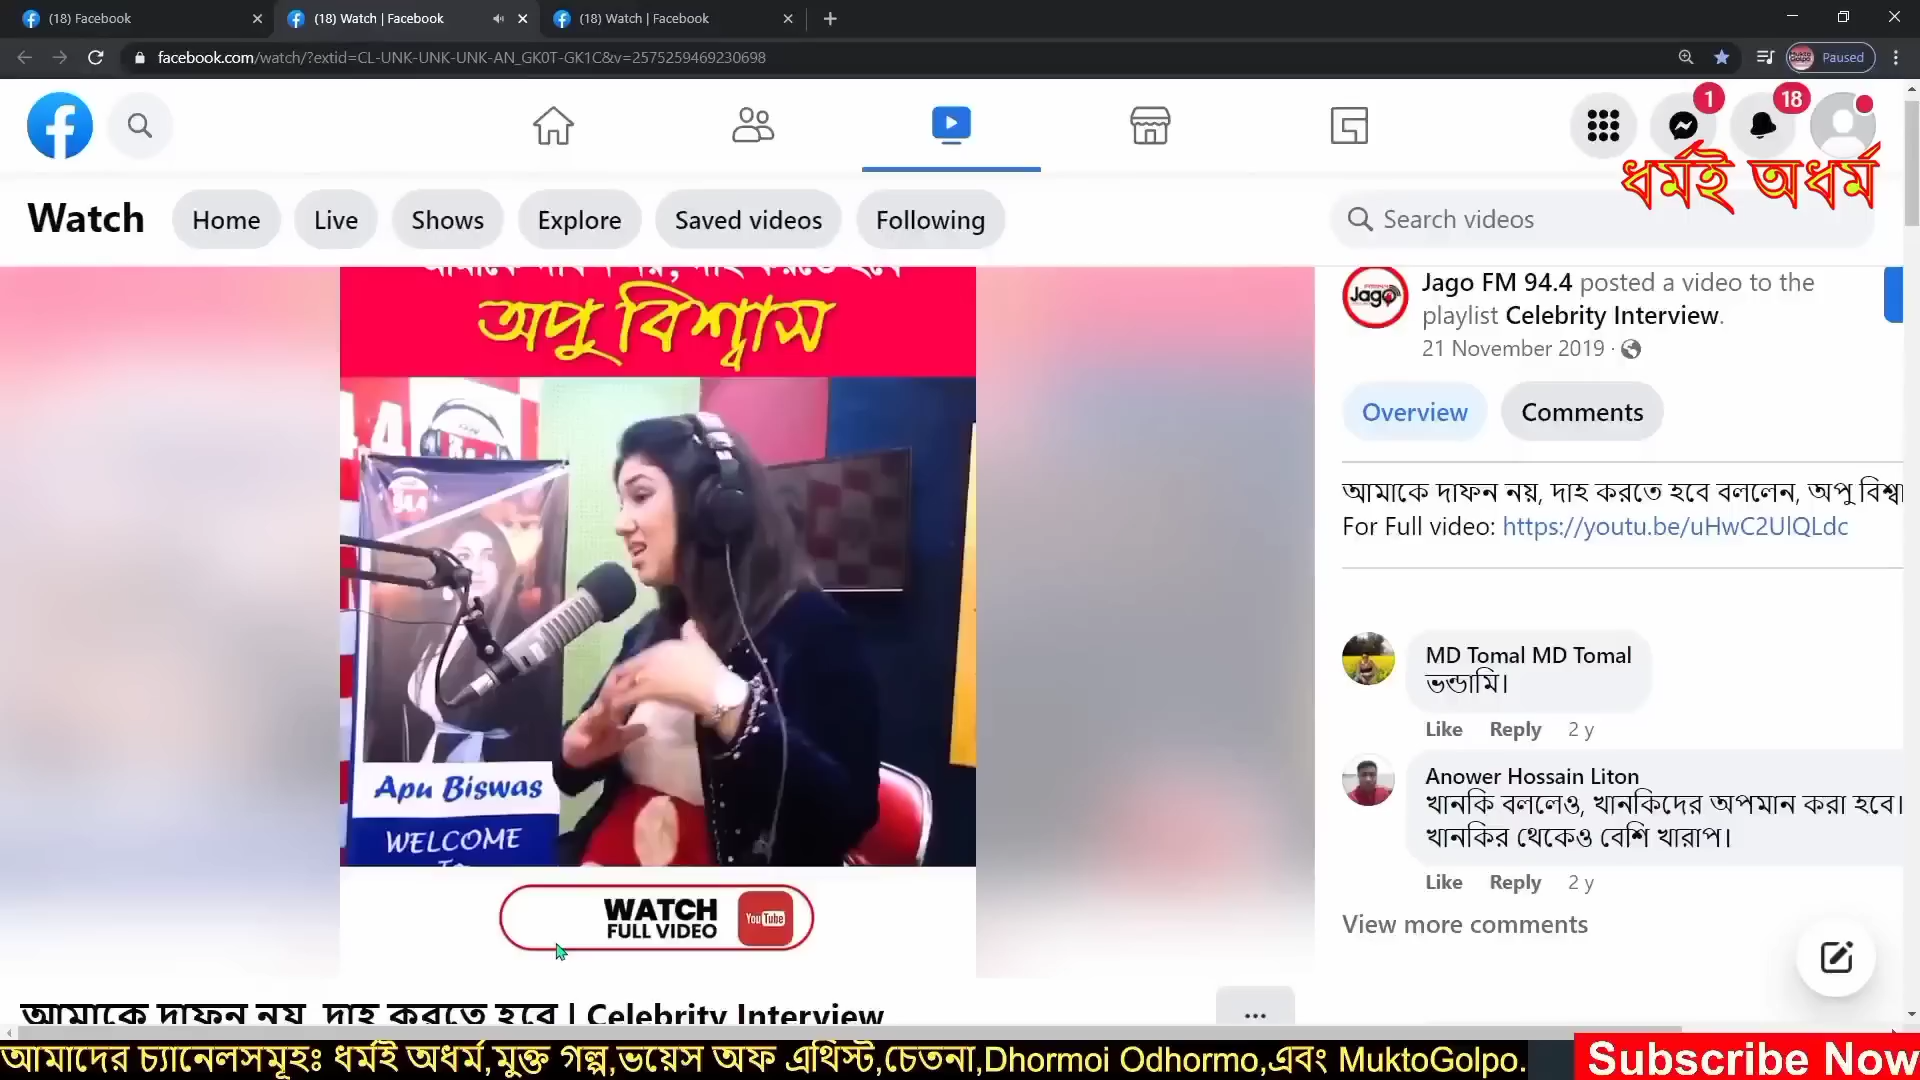 (18) Facebook
(18) Watch | Facebook
(18) Watch | Facebook
facebook.com/watch/?extid=CL-UNK-UNK-UNK-AN_GK0T-GK1C&v=2575259469230698
Paused
1
18
ধর্মই অধর্ম
Watch
Home
Live
Shows
Explore
Saved videos
Following
Search videos
অপু বিশ্বাস
94.4
Apu Biswas
WELCOME
To
WATCH
FULL VIDEO
YouTube
Jago
Jago FM 94.4 posted a video to the
playlist Celebrity Interview.
21 November 2019 ·
Overview
Comments
আমাকে দাফন নয়, দাহ করতে হবে বললেন, অপু বিশ্বা
For Full video: https://youtu.be/uHwC2UlQLdc
MD Tomal MD Tomal
ভন্ডামি।
Like Reply 2 y
Anower Hossain Liton
খানকি বললেও, খানকিদের অপমান করা হবে।
খানকির থেকেও বেশি খারাপ।
Like Reply 2 y
View more comments
আমাকে দাফন নয়, দাহ করতে হবে | Celebrity Interview
আমাদের চ্যানেলসমূহঃ ধর্মই অধর্ম,মুক্ত গল্প,ভয়েস অফ এথিস্ট,চেতনা,Dhormoi Odhormo,এবং MuktoGolpo.
Subscribe Now